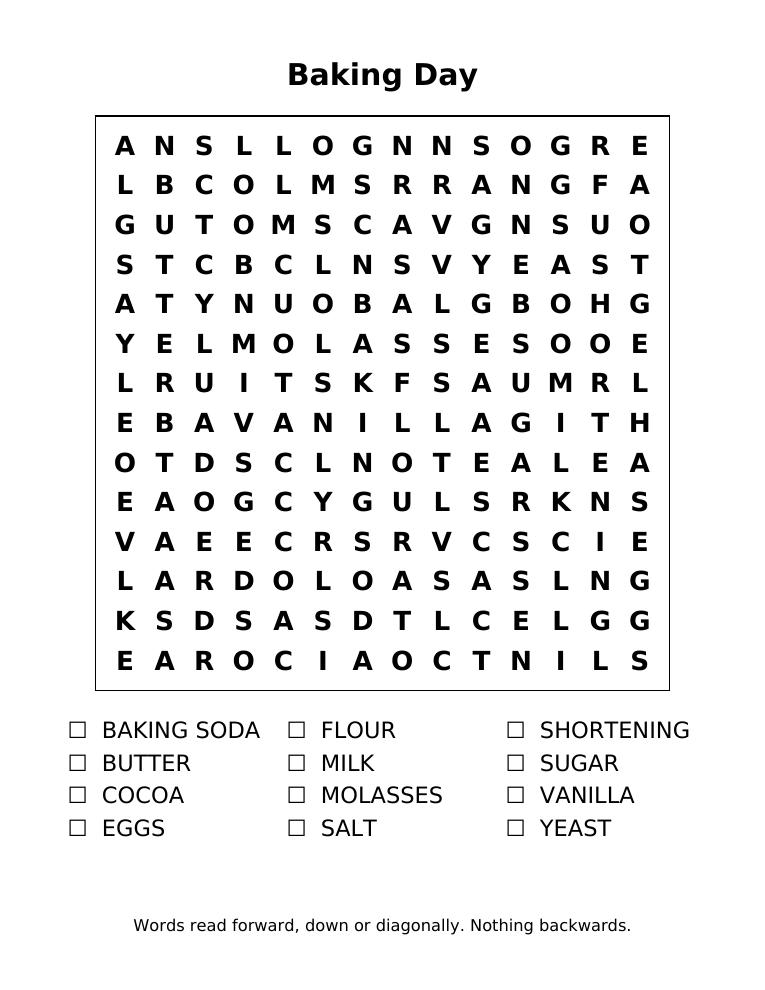 Baking Day
A N S L L O G N N S O G R E
L B C O L M S R R A N G F A
G U T O M S C A V G N S U O
S T C B C L N S V Y E A S T
A T Y N U O B A L G B O H G
Y E L M O L A S S E S O O E
L R U I T S K F S A U M R L
E B A V A N I L L A G I T H
O T D S C L N O T E A L E A
E A O G C Y G U L S R K N S
V A E E C R S R V C S C I E
L A R D O L O A S A S L N G
K S D S A S D T L C E L G G
E A R O C I A O C T N I L S
☐ BAKING SODA ☐ FLOUR ☐ SHORTENING
☐ BUTTER ☐ MILK ☐ SUGAR
☐ COCOA ☐ MOLASSES ☐ VANILLA
☐ EGGS ☐ SALT ☐ YEAST
Words read forward, down or diagonally. Nothing backwards.